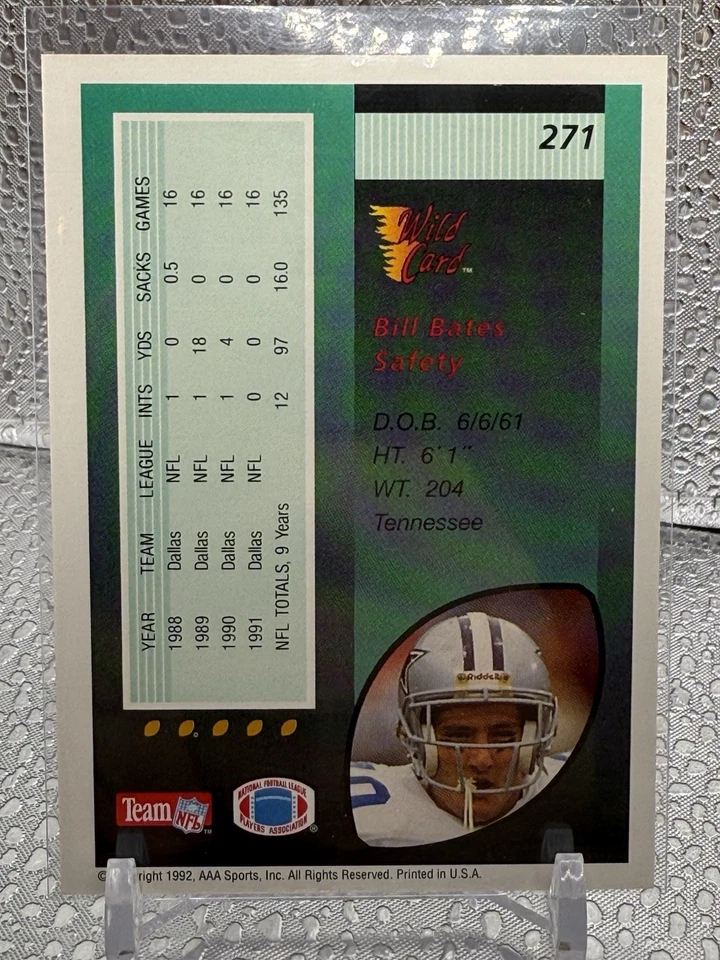 271
Wild
Card™
Bill Bates
Safety
D.O.B. 6/6/61
HT. 6'1"
WT. 204
Tennessee
YEAR TEAM LEAGUE INTS YDS SACKS GAMES
1988 Dallas NFL 1 0 0.5 16
1989 Dallas NFL 1 18 0 16
1990 Dallas NFL 1 4 0 16
1991 Dallas NFL 0 0 0 16
NFL TOTALS, 9 Years 12 97 16.0 135
Riddell
Team NFL™
NATIONAL FOOTBALL LEAGUE
PLAYERS ASSOCIATION®
© right 1992, AAA Sports, Inc. All Rights Reserved. Printed in U.S.A.